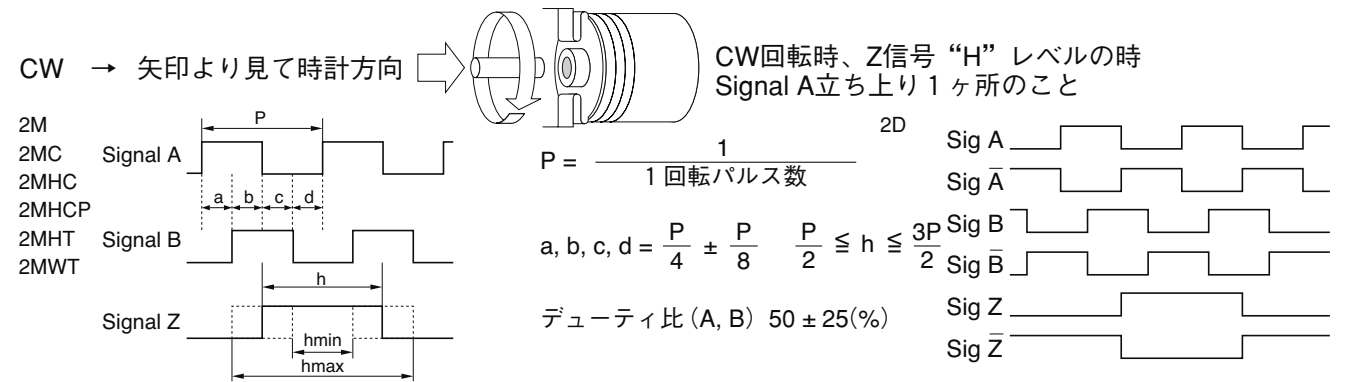 CW → 矢印より見て時計方向
CW回転時、Z信号“H”レベルの時
Signal A立ち上り1ヶ所のこと
2M
2MC
2MHC
2MHCP
2MHT
2MWT
P
Signal A
a b c d
Signal B
h
Signal Z
hmin
hmax
P = 1 / 1回転パルス数
a, b, c, d = P/4 ± P/8  P/2 ≦ h ≦ 3P/2
デューティ比(A, B) 50±25(%)
2D
Sig A
Sig A̅
Sig B
Sig B̅
Sig Z
Sig Z̅